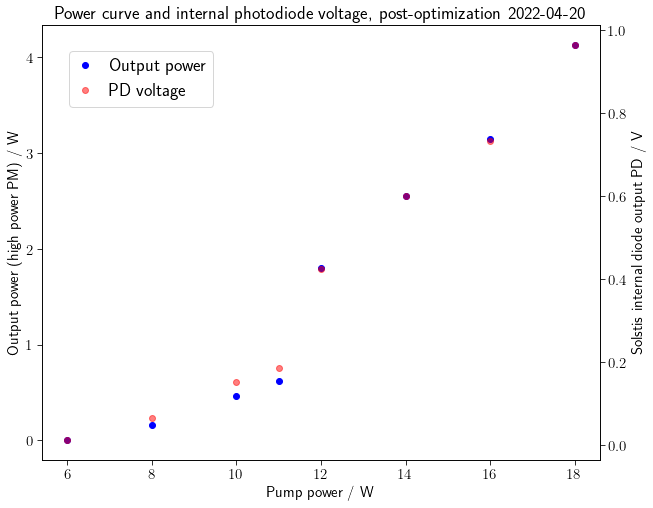 Power curve and internal photodiode voltage, post-optimization 2022-04-20
Output power
PD voltage
Output power (high power PM) / W
4
3
2
1
0
1.0
0.8
0.6
0.4
0.2
0.0
Solstis internal diode output PD / V
6 8 10 12 14 16 18
Pump power / W